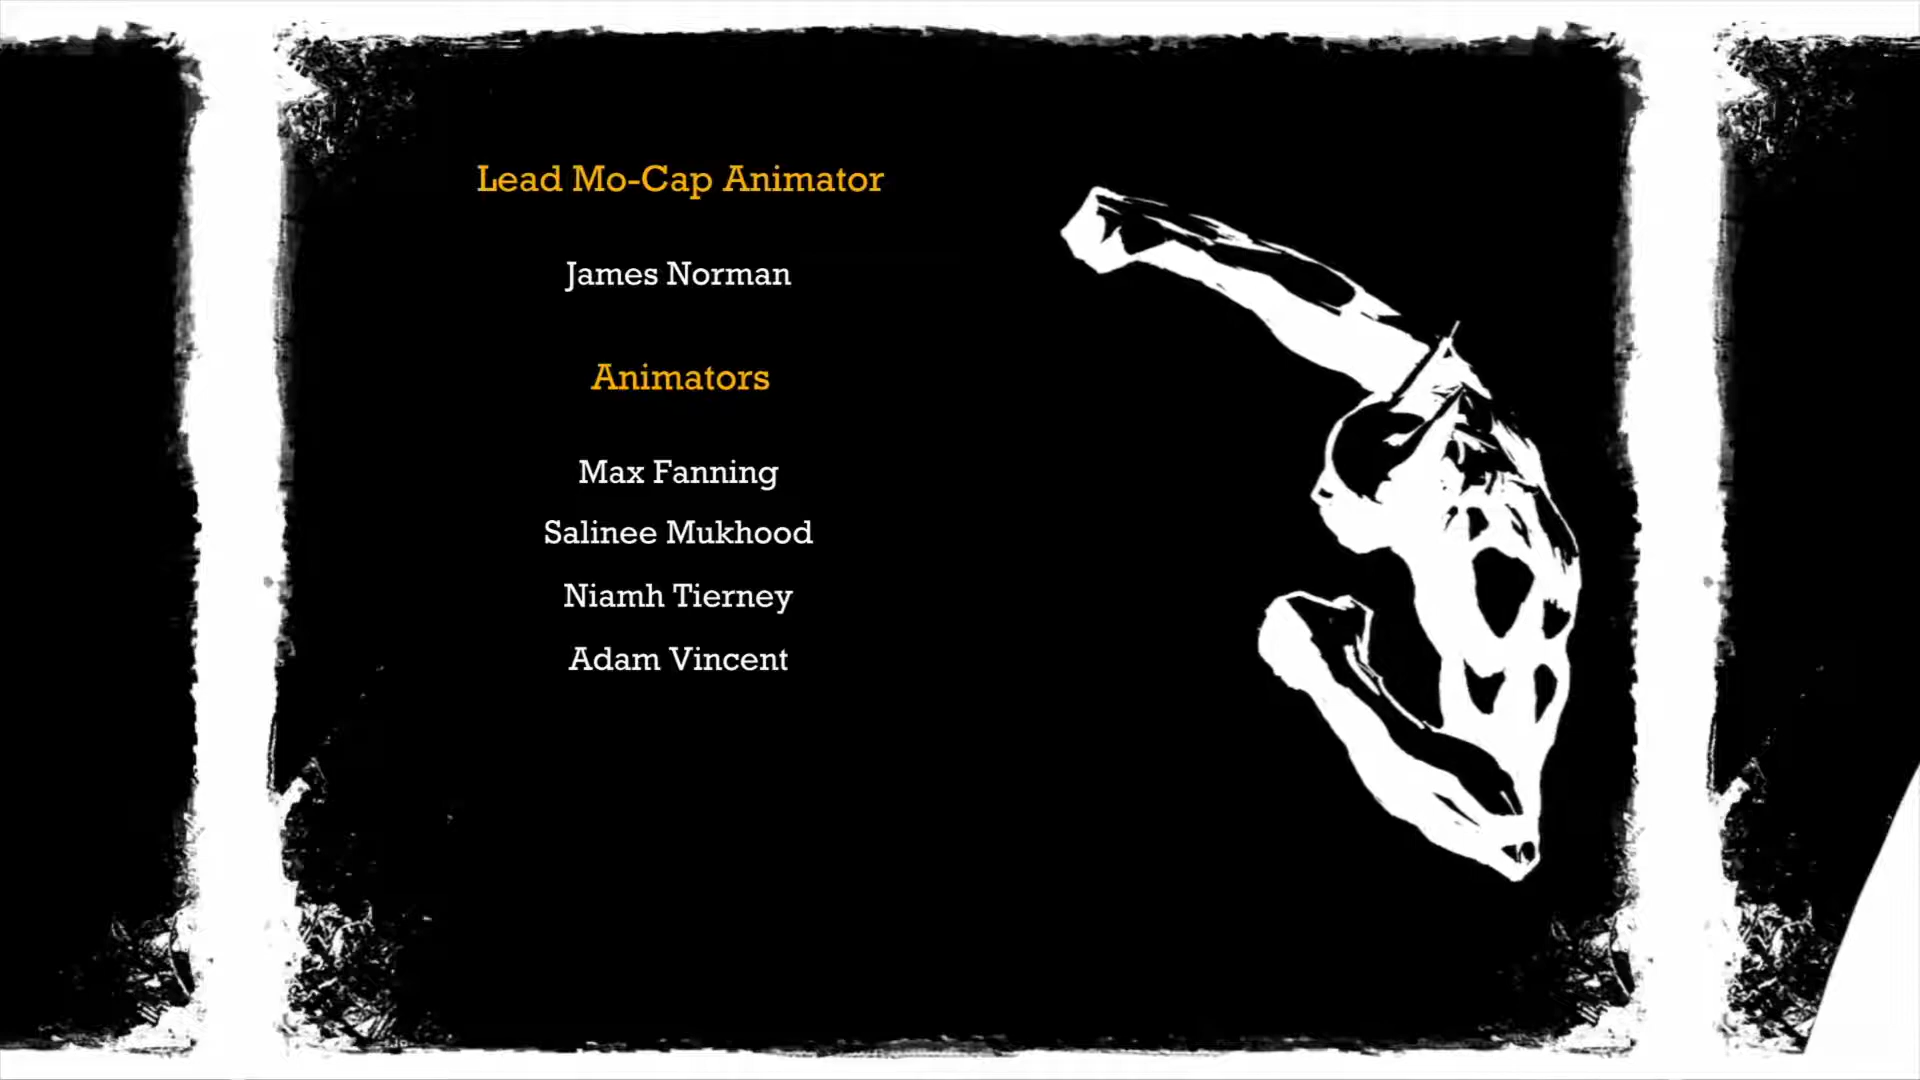 Lead Mo-Cap Animator
James Norman
Animators
Max Fanning
Salinee Mukhood
Niamh Tierney
Adam Vincent